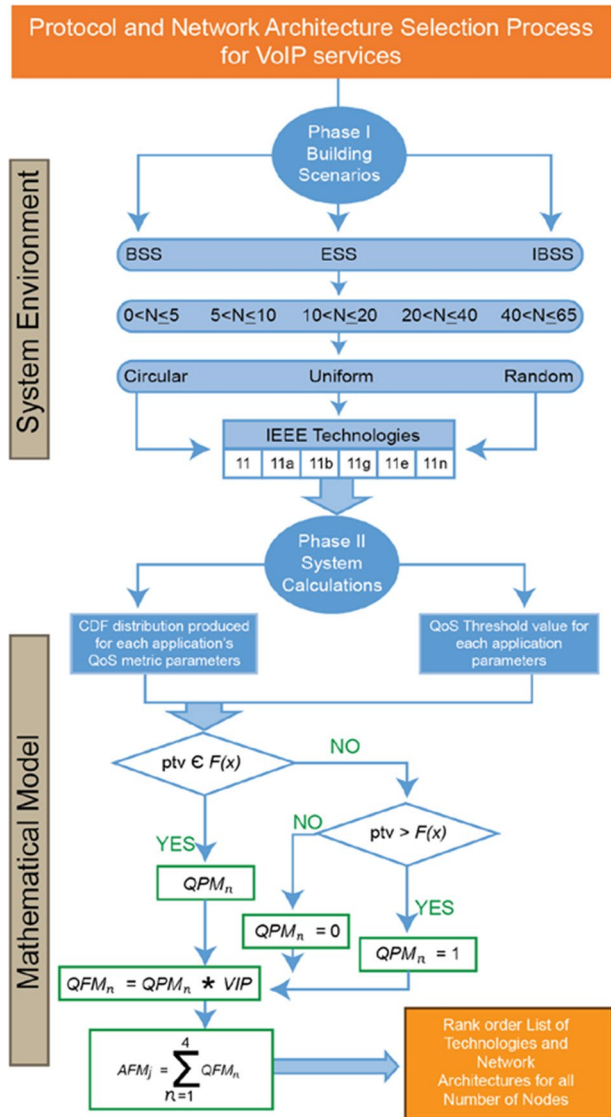 Protocol and Network Architecture Selection Process
for VoIP services
Phase I
Building
Scenarios
System Environment
BSS ESS IBSS
0<N≤5 5<N≤10 10<N≤20 20<N≤40 40<N≤65
Circular Uniform Random
IEEE Technologies
11 11a 11b 11g 11e 11n
Phase II
System
Calculations
CDF distribution produced
for each application's
QoS metric parameters
QoS Threshold value for
each application
parameters
Mathematical Model
ptv Є F(x)
NO
ptv > F(x)
NO
YES
YES
QPMₙ
QPMₙ = 0
QPMₙ = 1
QFMₙ = QPMₙ * VIP
AFMⱼ = ∑ QFMₙ
4
n=1
Rank order List of
Technologies and
Network
Architectures for all
Number of Nodes